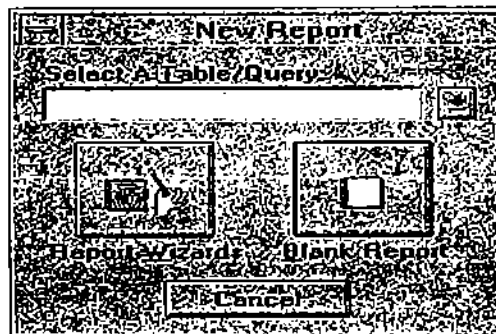 New Report
Select A Table/Query:
Report Wizards
Blank Report
Cancel